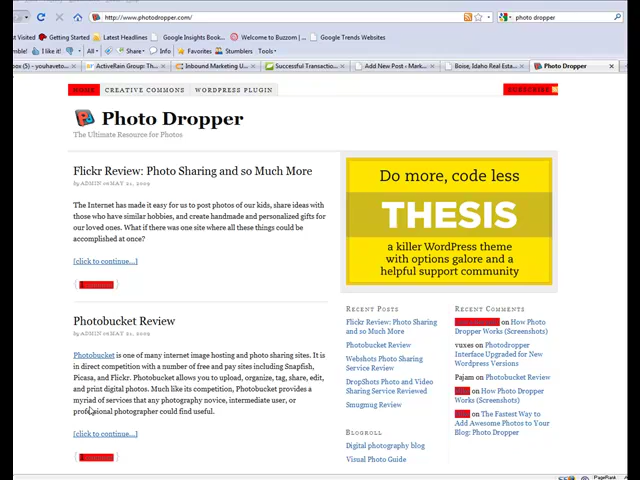 http://www.photodropper.com/
photo dropper
st Visited Getting Started Latest Headlines Google Insights Book... Welcome to Buzzom | ... Google Trends Websites
mble! I like it! All Share Info Favorites Stumblers Tools
ox (5) - youhaveto... ActiveRain Group: Th... Inbound Marketing U... Successful Transactio... Add New Post - Mark... Boise, Idaho Real Esta... Photo Dropper
HOME CREATIVE COMMONS WORDPRESS PLUGIN SUBSCRIBE
Photo Dropper
The Ultimate Resource for Photos
Flickr Review: Photo Sharing and so Much More
by ADMIN on MAY 21, 2009
The Internet has made it easy for us to post photos of our kids, share ideas with
those who have similar hobbies, and create handmade and personalized gifts for
our loved ones. What if there was one site where all these things could be
accomplished at once?
[click to continue...]
Photobucket Review
by ADMIN on MAY 21, 2009
Photobucket is one of many internet image hosting and photo sharing sites. It is
in direct competition with a number of free and pay sites including Snapfish,
Picasa, and Flickr. Photobucket allows you to upload, organize, tag, share, edit,
and print digital photos. Much like its competition, Photobucket provides a
myriad of services that any photography novice, intermediate user, or
professional photographer could find useful.
[click to continue...]
Do more, code less
THESIS
a killer WordPress theme
with options galore and a
helpful support community
RECENT POSTS
Flickr Review: Photo Sharing
and so Much More
Photobucket Review
Webshots Photo Sharing
Service Review
DropShots Photo and Video
Sharing Service Reviewed
Smugmug Review
BLOGROLL
Digital photography blog
Visual Photo Guide
RECENT COMMENTS
on How Photo
Dropper Works (Screenshots)
vuxes on Photodropper
Interface Upgraded for New
WordPress Versions
Pajam on Photobucket Review
on How Photo Dropper
Works (Screenshots)
on The Fastest Way to
Add Awesome Photos to Your
Blog: Photo Dropper
PageRank